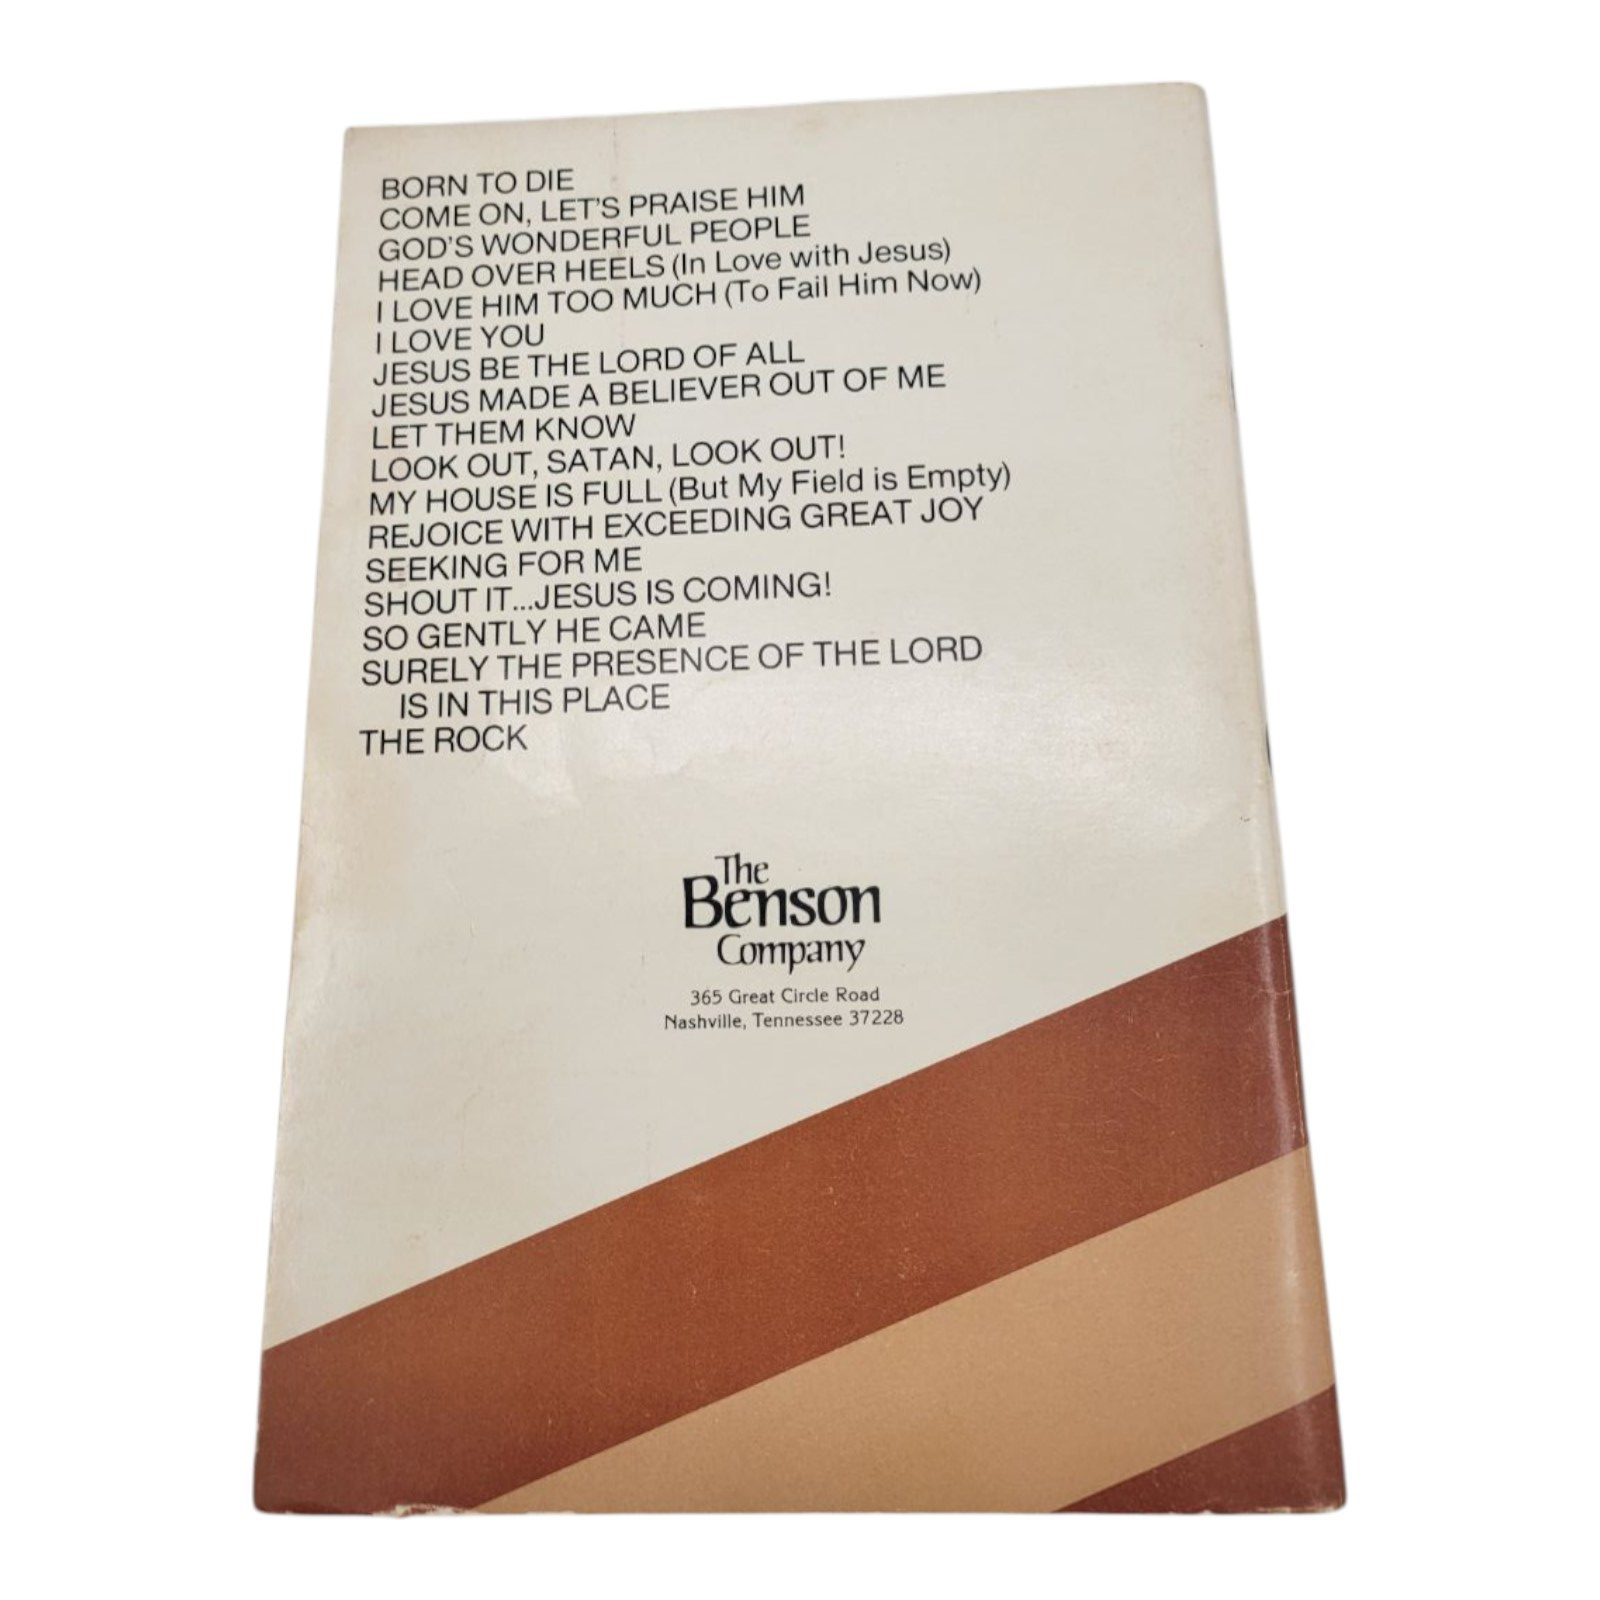 BORN TO DIE
COME ON, LET'S PRAISE HIM
GOD'S WONDERFUL PEOPLE
HEAD OVER HEELS (In Love with Jesus)
I LOVE HIM TOO MUCH (To Fail Him Now)
I LOVE YOU
JESUS BE THE LORD OF ALL
JESUS MADE A BELIEVER OUT OF ME
LET THEM KNOW
LOOK OUT, SATAN, LOOK OUT!
MY HOUSE IS FULL (But My Field is Empty)
REJOICE WITH EXCEEDING GREAT JOY
SEEKING FOR ME
SHOUT IT...JESUS IS COMING!
SO GENTLY HE CAME
SURELY THE PRESENCE OF THE LORD
IS IN THIS PLACE
THE ROCK
The
Benson
Company
365 Great Circle Road
Nashville, Tennessee 37228